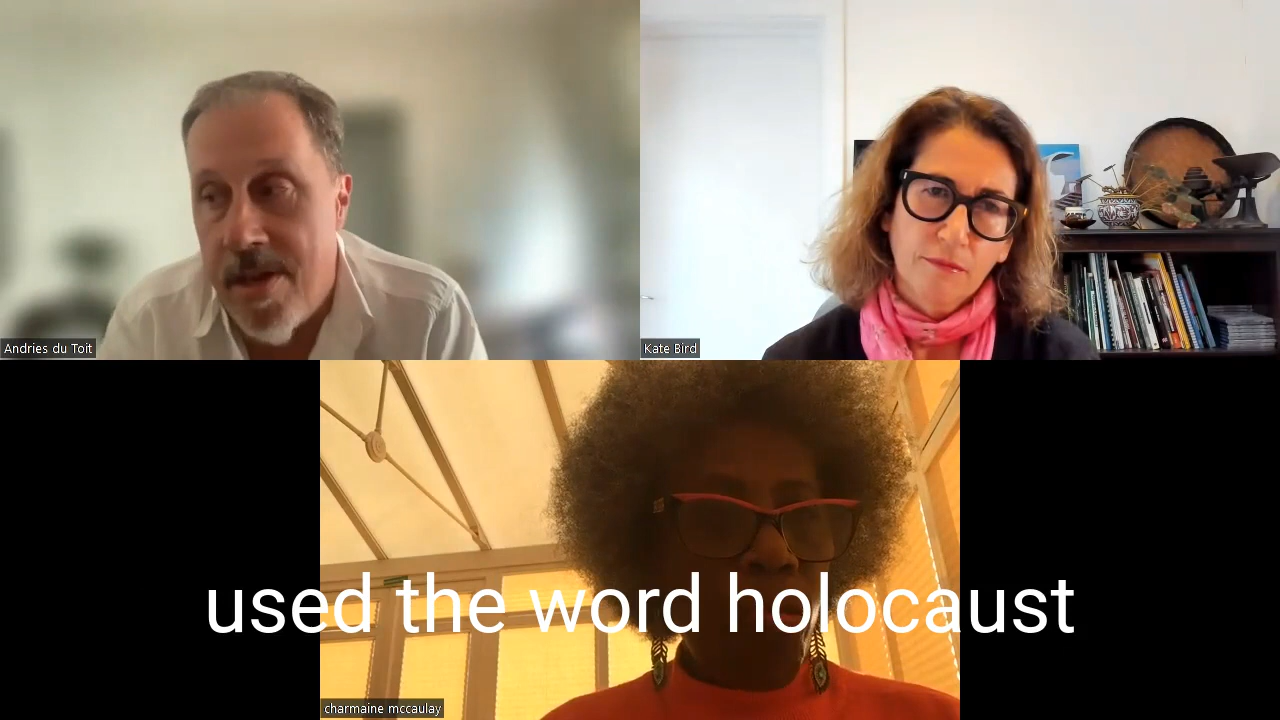 Andries du Toit
Kate Bird
used the word holocaust
charmaine mccaulay